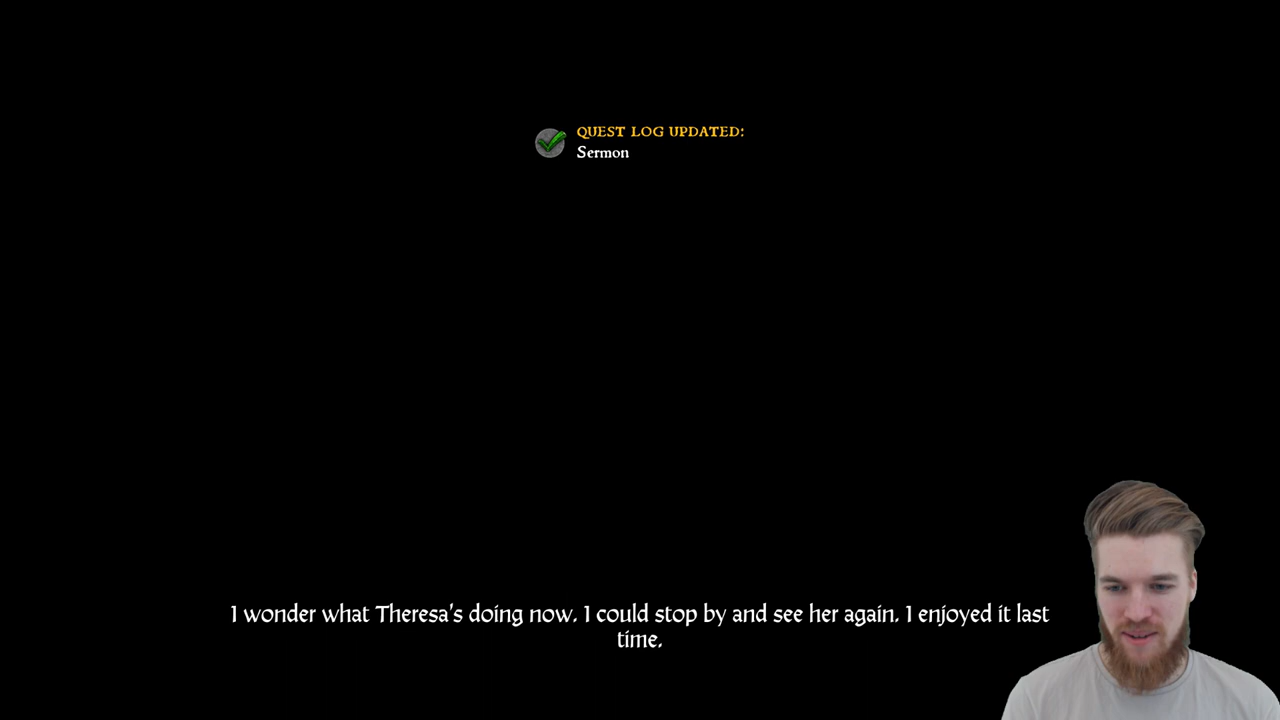 QUEST LOG UPDATED:
Sermon
I wonder what Theresa's doing now. I could stop by and see her again. I enjoyed it last
time.